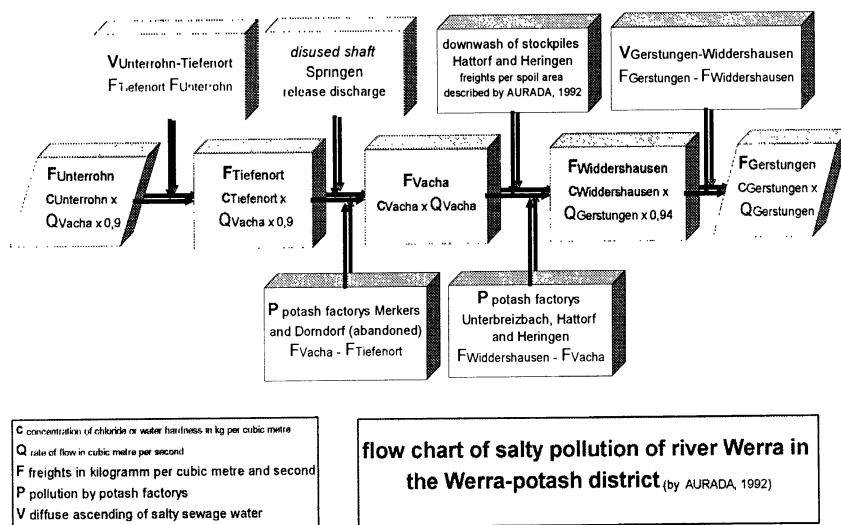 VUnterrohn-Tiefenort
FTiefenort FUnterrohn
disused shaft
Springen
release discharge
downwash of stockpiles
Hattorf and Heringen
freights per spoil area
described by AURADA, 1992
VGerstungen-Widdershausen
FGerstungen - FWiddershausen
FUnterrohn
cUnterrohn x
QVacha x 0,9
FTiefenort
cTiefenort x
QVacha x 0,9
FVacha
cVacha x QVacha
FWiddershausen
cWiddershausen x
QGerstungen x 0,94
FGerstungen
cGerstungen x
QGerstungen
P potash factorys Merkers
and Dorndorf (abandoned)
FVacha - FTiefenort
P potash factorys
Unterbreizbach, Hattorf
and Heringen
FWiddershausen - FVacha
c concentration of chloride or water hardness in kg per cubic metre
Q rate of flow in cubic metre per second
F freights in kilogramm per cubic metre and second
P pollution by potash factorys
V diffuse ascending of salty sewage water
flow chart of salty pollution of river Werra in
the Werra-potash district (by AURADA, 1992)